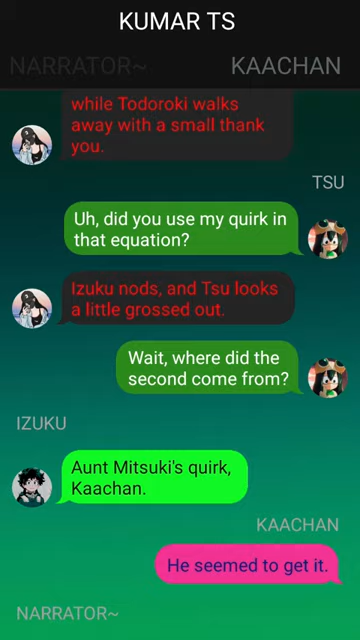 KUMAR TS
NARRATOR~
KAACHAN
while Todoroki walks
away with a small thank
you.
TSU
Uh, did you use my quirk in
that equation?
Izuku nods, and Tsu looks
a little grossed out.
Wait, where did the
second come from?
IZUKU
Aunt Mitsuki's quirk,
Kaachan.
KAACHAN
He seemed to get it.
NARRATOR~